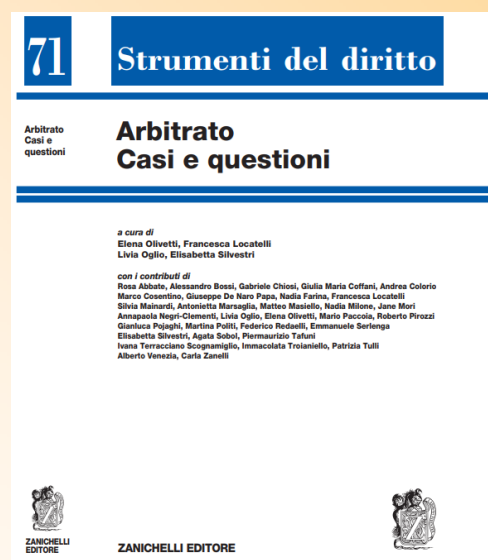 71
Strumenti del diritto
Arbitrato
Casi e
questioni
Arbitrato
Casi e questioni
a cura di
Elena Olivetti, Francesca Locatelli
Livia Oglio, Elisabetta Silvestri
con i contributi di
Rosa Abbate, Alessandro Bossi, Gabriele Chiosi, Giulia Maria Coffani, Andrea Colorio
Marco Cosentino, Giuseppe De Naro Papa, Nadia Farina, Francesca Locatelli
Silvia Mainardi, Antonietta Marsaglia, Matteo Masiello, Nadia Milone, Jane Mori
Annapaola Negri-Clementi, Livia Oglio, Elena Olivetti, Mario Paccoia, Roberto Pirozzi
Gianluca Pojaghi, Martina Politi, Federico Redaelli, Emmanuele Serlenga
Elisabetta Silvestri, Agata Sobol, Piermaurizio Tafuni
Ivana Terracciano Scognamiglio, Immacolata Troianiello, Patrizia Tulli
Alberto Venezia, Carla Zanelli
ZANICHELLI
EDITORE
ZANICHELLI EDITORE